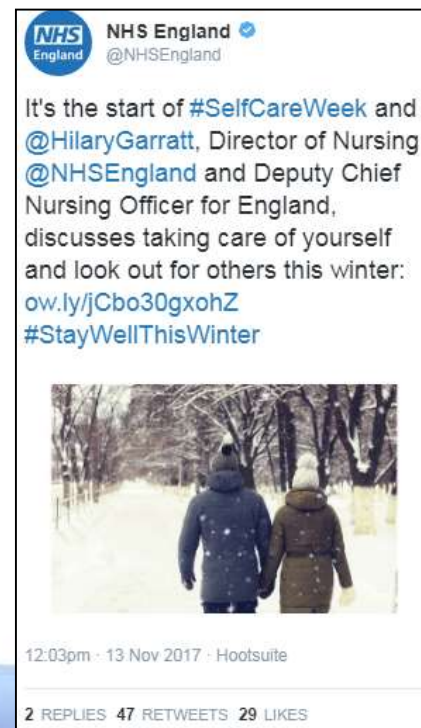 NHS
England
NHS England
@NHSEngland
It's the start of #SelfCareWeek and
@HilaryGarratt, Director of Nursing
@NHSEngland and Deputy Chief
Nursing Officer for England,
discusses taking care of yourself
and look out for others this winter:
ow.ly/jCbo30gxohZ
#StayWellThisWinter
12:03pm · 13 Nov 2017 · Hootsuite
2 REPLIES 47 RETWEETS 29 LIKES